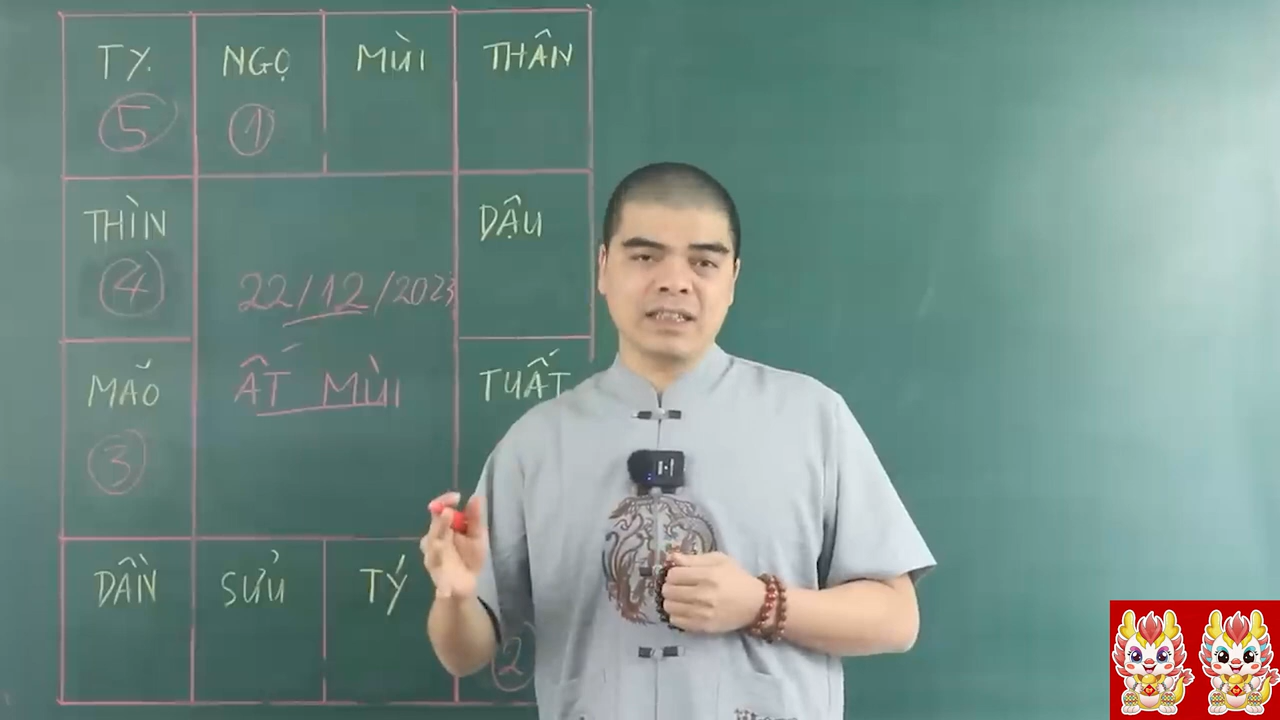 TỴ NGỌ MÙI THÂN
5 1
THÌN DẬU
4
22/12/2023
MÃO ẤT MÙI TUẤT
3
DẦN SỬU TÝ
2